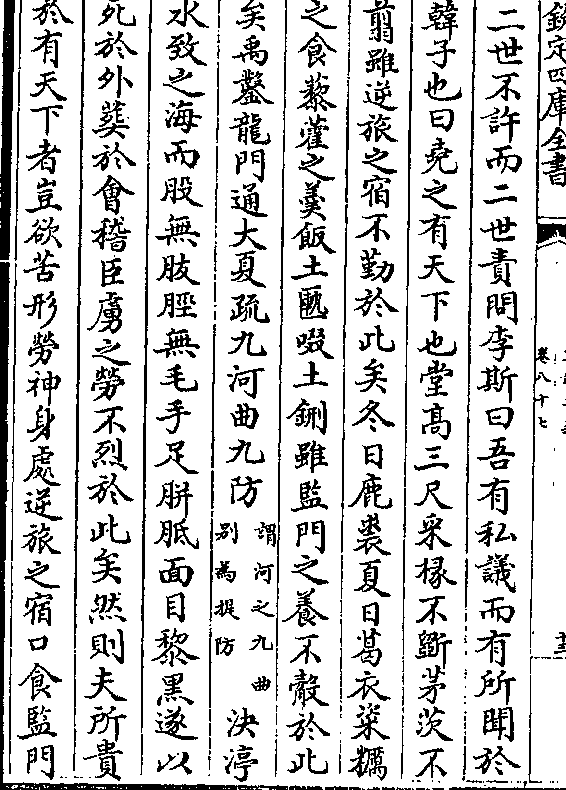 欽定四庫全書
卷八十七
二世不許而二世責問李斯曰吾有私議而有所聞於
韓子也曰堯之有天下也堂高三尺采椽不斲茅茨不
翦雖逆旅之宿不勤於此矣冬日鹿裘夏日葛衣粢糲
之食藜藿之羹飯土匭啜土鉶雖監門之養不觳於此
矣禹鑿龍門通大夏疏九河曲九防
謂河之九曲
別為提防
決渟
水致之海而股無胈脛無毛手足胼胝面目黎黑遂以
死於外葬於會稽臣虜之勞不烈於此矣然則夫所貴
於有天下者豈欲苦形勞神身處逆旅之宿口食監門